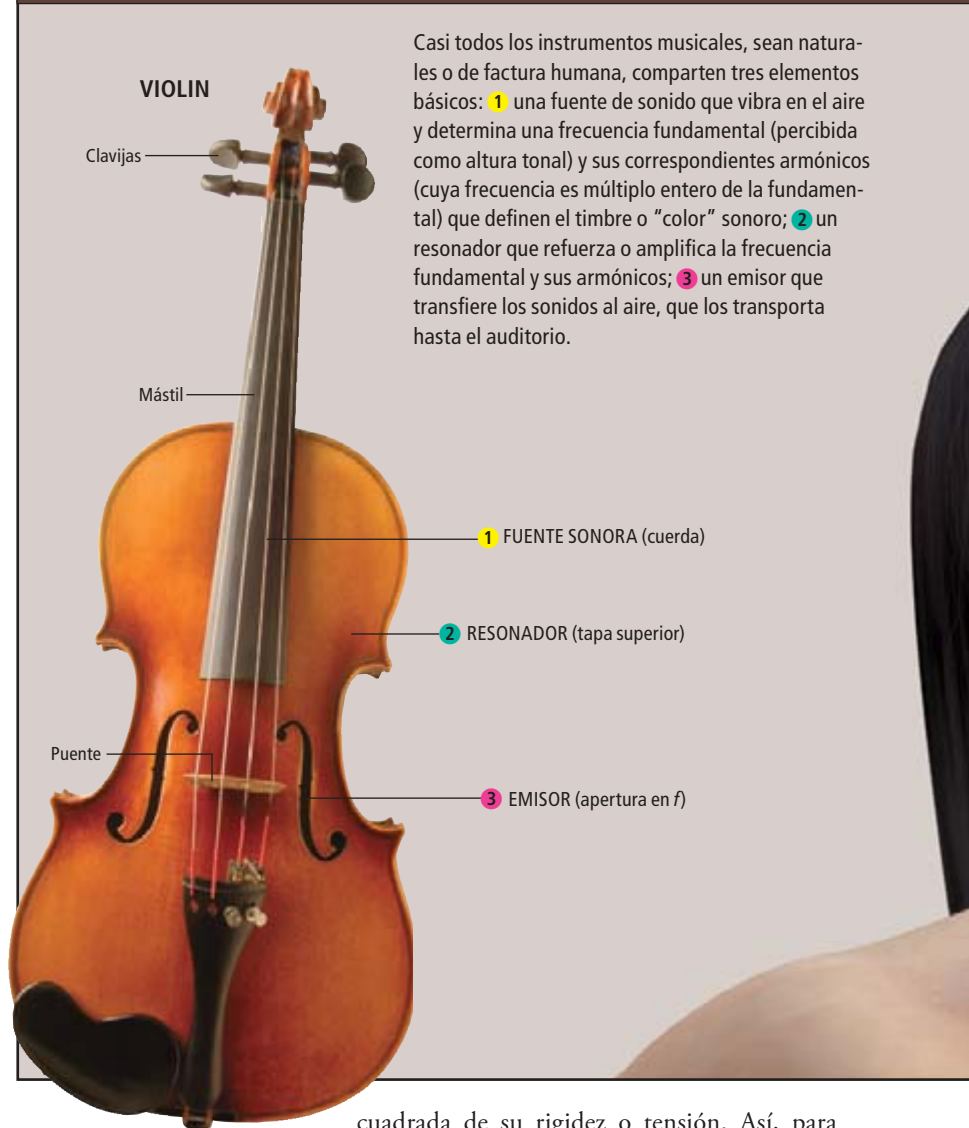 VIOLIN
Casi todos los instrumentos musicales, sean natura-
les o de factura humana, comparten tres elementos
básicos: 1 una fuente de sonido que vibra en el aire
y determina una frecuencia fundamental (percibida
como altura tonal) y sus correspondientes armónicos
(cuya frecuencia es múltiplo entero de la fundamen-
tal) que definen el timbre o "color" sonoro; 2 un
resonador que refuerza o amplifica la frecuencia
fundamental y sus armónicos; 3 un emisor que
transfiere los sonidos al aire, que los transporta
hasta el auditorio.
Clavijas
Mástil
1 FUENTE SONORA (cuerda)
2 RESONADOR (tapa superior)
Puente
3 EMISOR (apertura en f)
cuadrada de su rigidez o tensión. Así, para